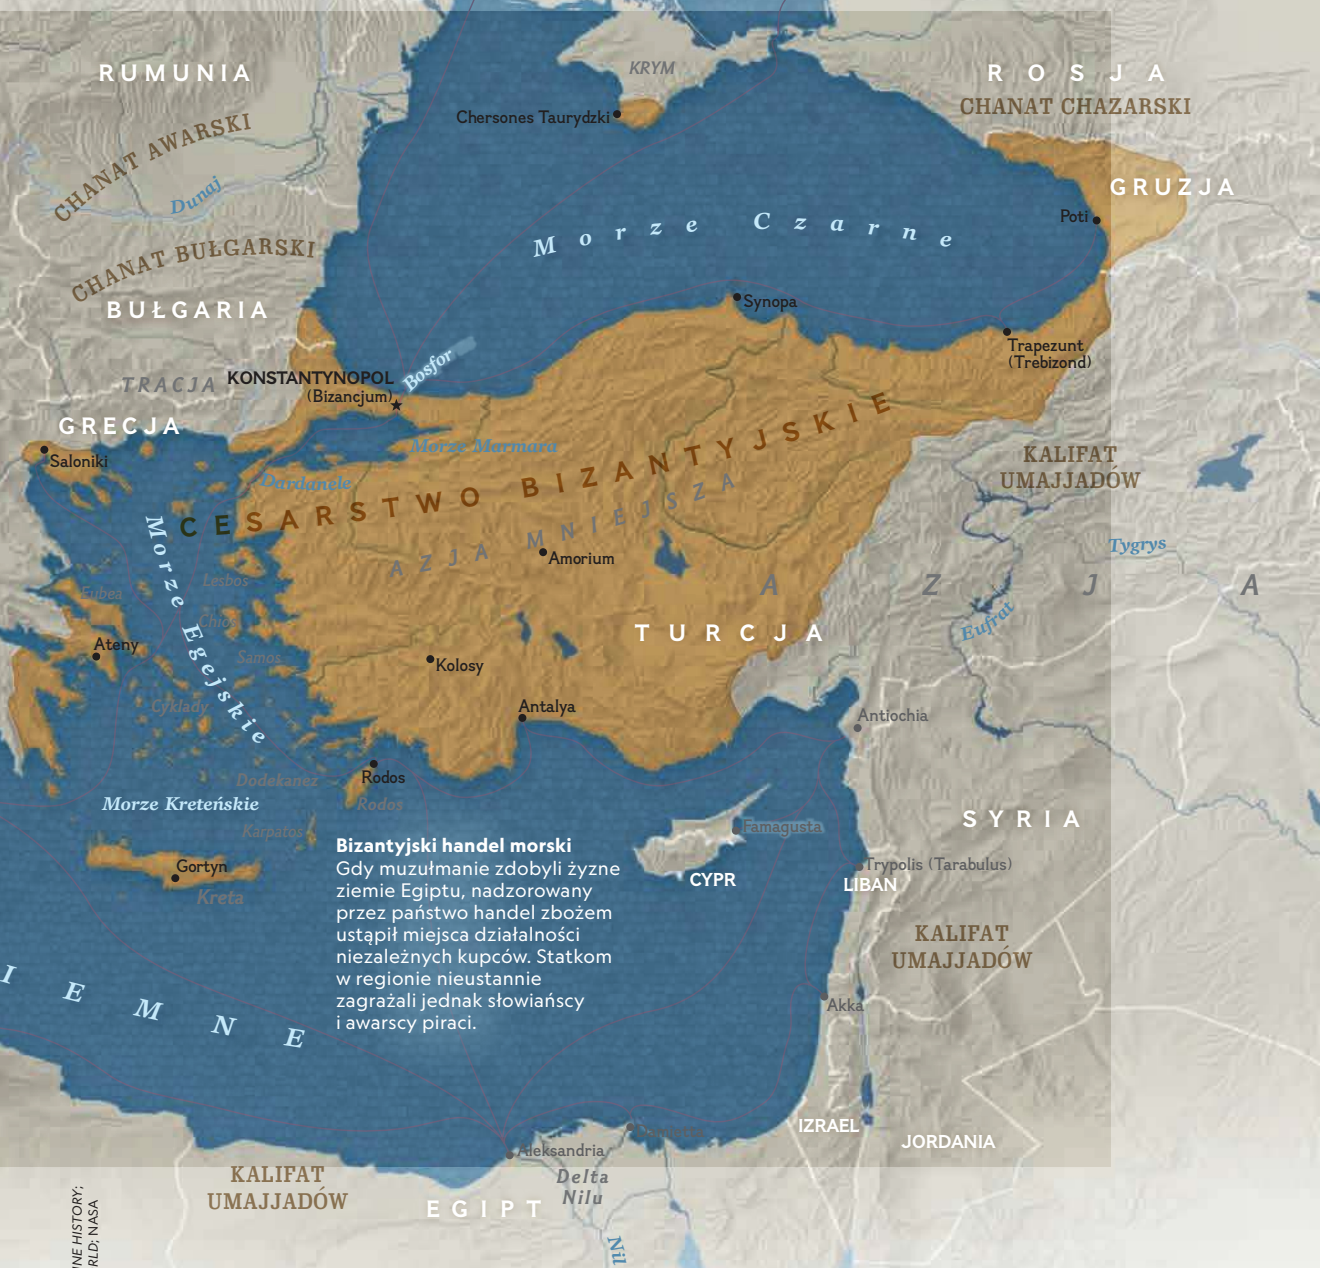 RUMUNIA
KRYM
ROSJA
CHANAT CHAZARSKI
Chersones Taurydzki
CHANAT AWARSKI
Dunaj
GRUZJA
Poti
Morze Czarne
CHANAT BUŁGARSKI
BUŁGARIA
Synopa
Trapezunt
(Trebizond)
Bosfor
TRACJA
KONSTANTYNOPOL
(Bizancjum)
GRECJA
Saloniki
Morze Marmara
Dardanele
CESARSTWO BIZANTYJSKIE
AZJA MNIEJSZA
KALIFAT
UMAJJADÓW
Tygrys
Amorium
AZJA
Morze Egejskie
Lesbos
Eubea
Chios
Eufrat
TURCJA
Ateny
Samos
Kolosy
Cyklady
Antalya
Antiochia
Rodos
Dodekanez
Rodos
Morze Kreteńskie
SYRIA
Karpatos
Famagusta
Bizantyjski handel morski
Gdy muzułmanie zdobyli żyzne
ziemie Egiptu, nadzorowany
przez państwo handel zbożem
ustąpił miejsca działalności
niezależnych kupców. Statkom
w regionie nieustannie
zagrażali jednak słowiańscy
i awarscy piraci.
Gortyn
Kreta
CYPR
Trypolis (Tarabulus)
LIBAN
KALIFAT
UMAJJADÓW
IEMNE
Akka
IZRAEL
JORDANIA
Aleksandria
Delta
Nilu
KALIFAT
UMAJJADÓW
EGIPT
Nil
INE HISTORY;
RLD; NASA